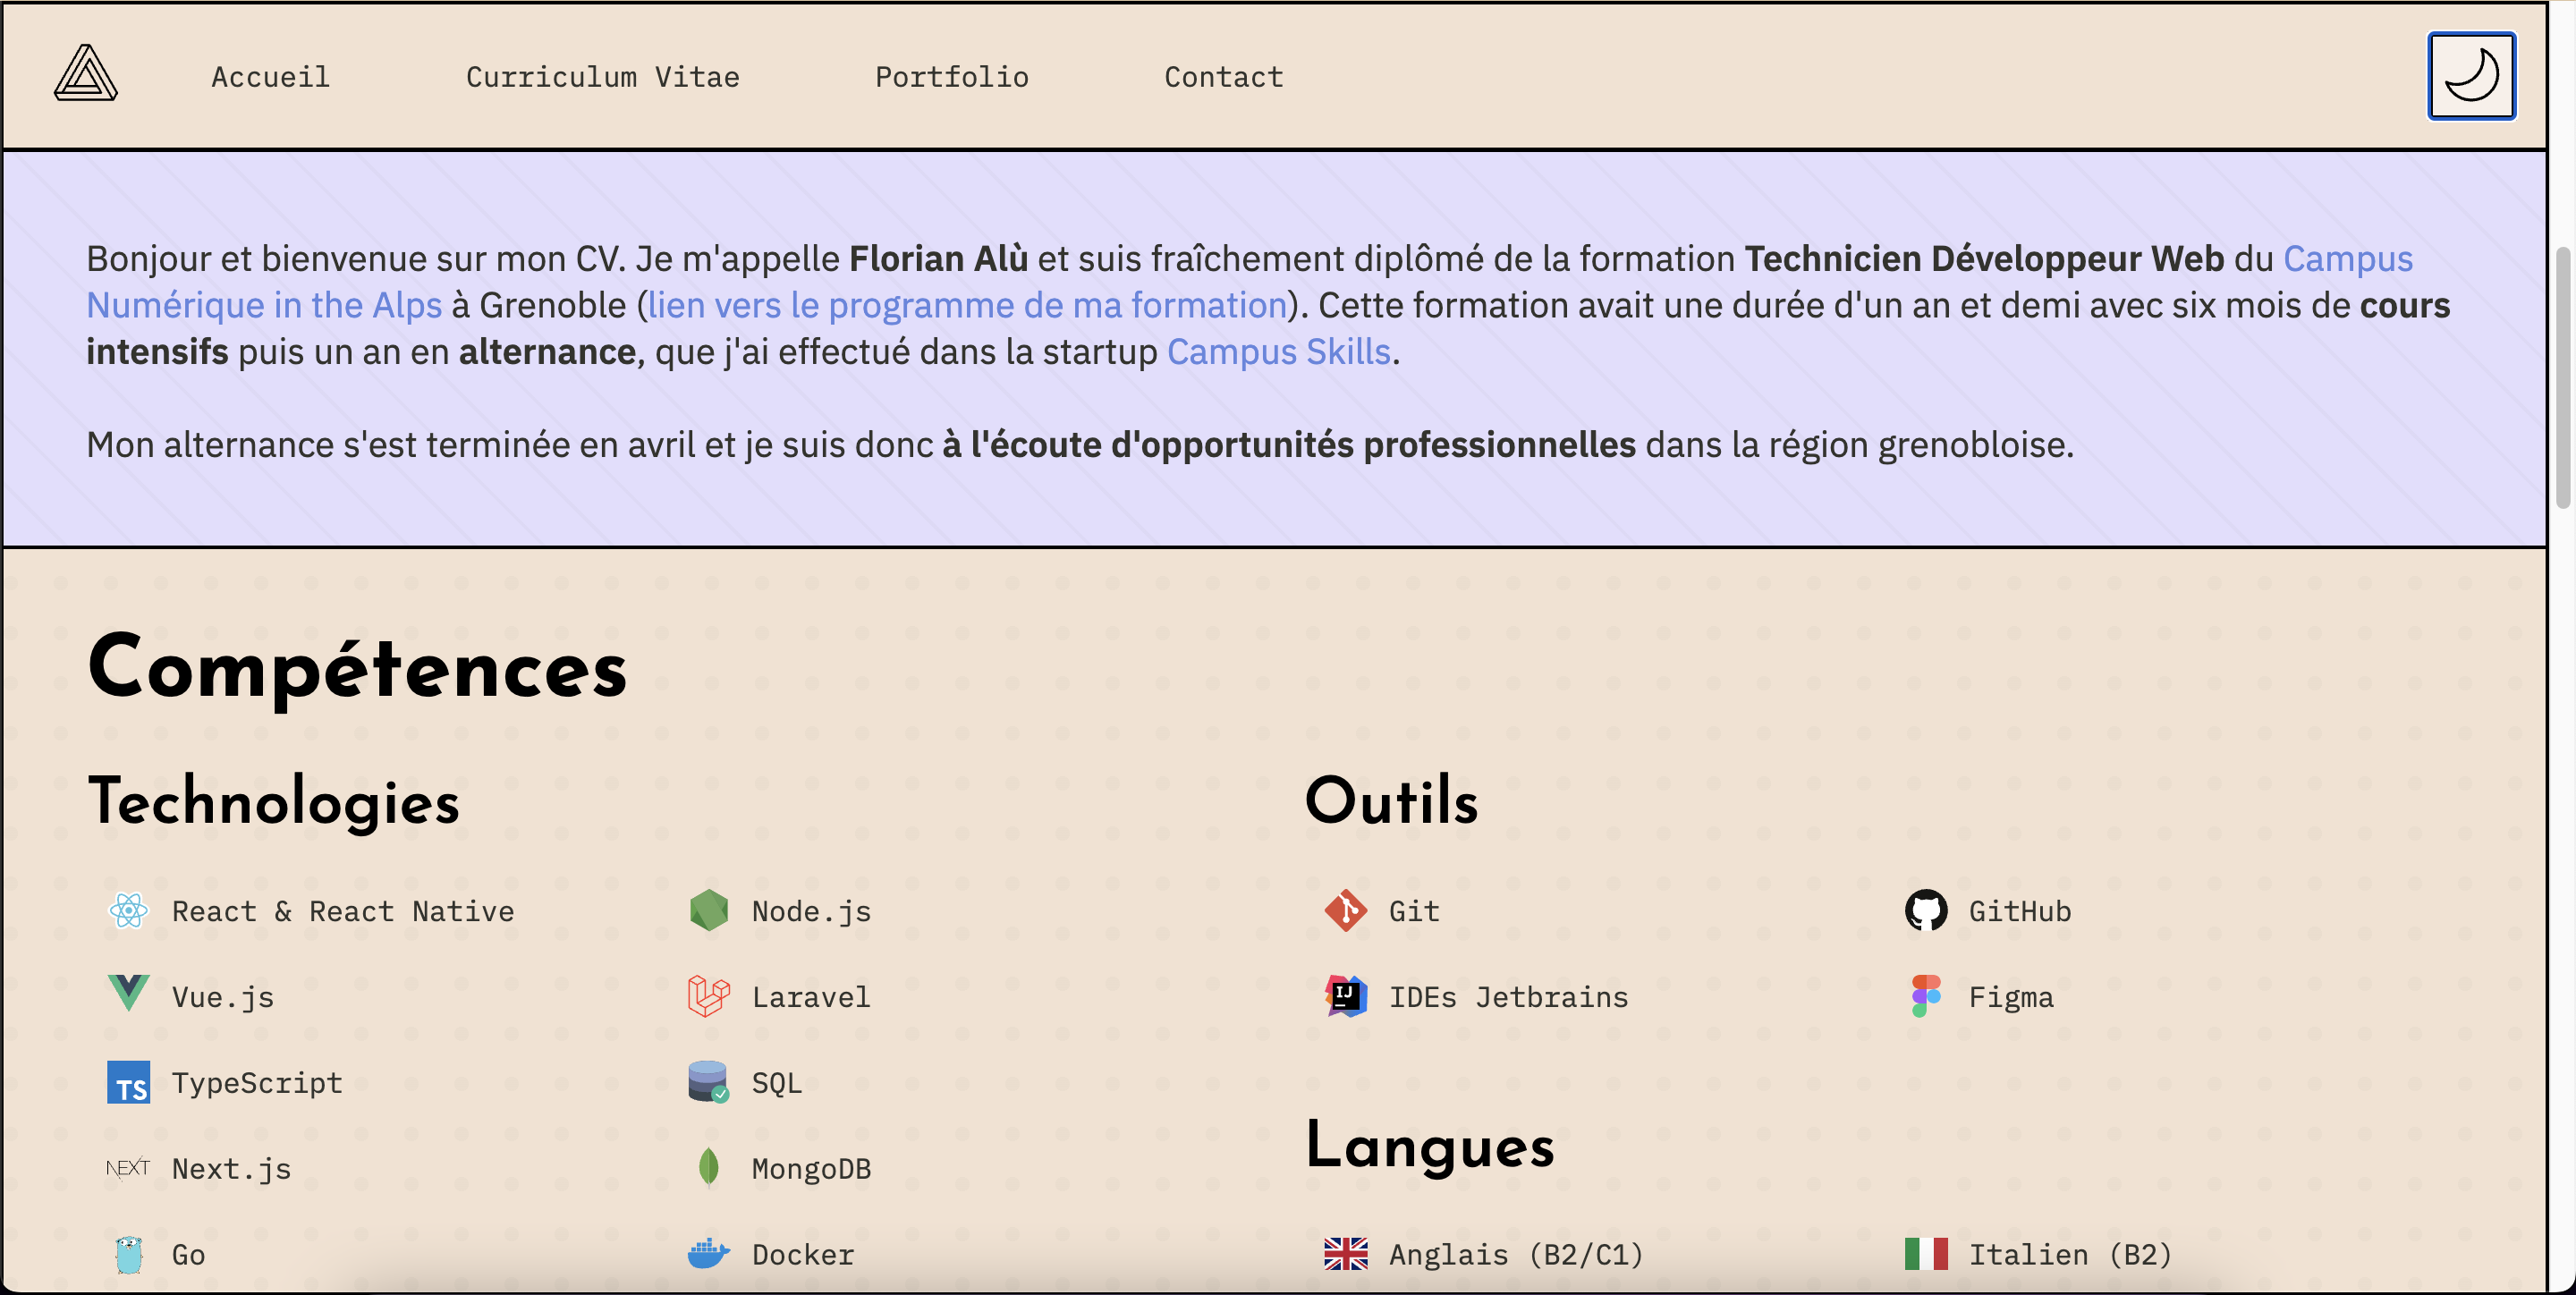 Accueil Curriculum Vitae Portfolio Contact
Bonjour et bienvenue sur mon CV. Je m'appelle Florian Alù et suis fraîchement diplômé de la formation Technicien Développeur Web du Campus
Numérique in the Alps à Grenoble (lien vers le programme de ma formation). Cette formation avait une durée d'un an et demi avec six mois de cours
intensifs puis un an en alternance, que j'ai effectué dans la startup Campus Skills.
Mon alternance s'est terminée en avril et je suis donc à l'écoute d'opportunités professionnelles dans la région grenobloise.
Compétences
Technologies
React & React Native
Node.js
Vue.js
Laravel
TS TypeScript
SQL
NEXT Next.js
MongoDB
Go
Docker
Outils
Git
GitHub
IJ IDEs Jetbrains
Figma
Langues
Anglais (B2/C1)
Italien (B2)